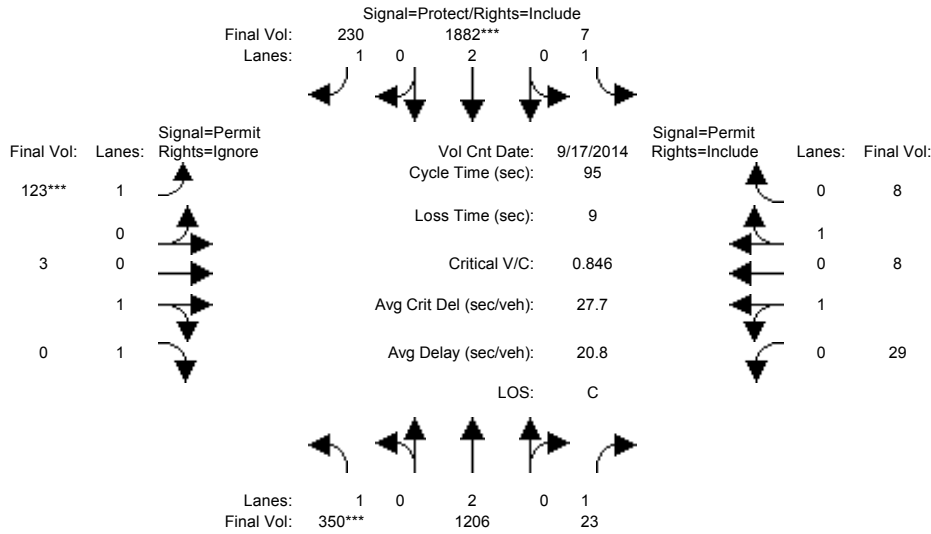 Signal=Protect/Rights=Include
Final Vol: 230 1882*** 7
Lanes: 1 0 2 0 1
Signal=Permit Signal=Permit
Final Vol: Lanes: Rights=Ignore Vol Cnt Date: 9/17/2014 Rights=Include Lanes: Final Vol:
Cycle Time (sec): 95
123*** 1 0 8
Loss Time (sec): 9
0 1
3 0 Critical V/C: 0.846 0 8
1 Avg Crit Del (sec/veh): 27.7 1
0 1 Avg Delay (sec/veh): 20.8 0 29
LOS: C
Lanes: 1 0 2 0 1
Final Vol: 350*** 1206 23